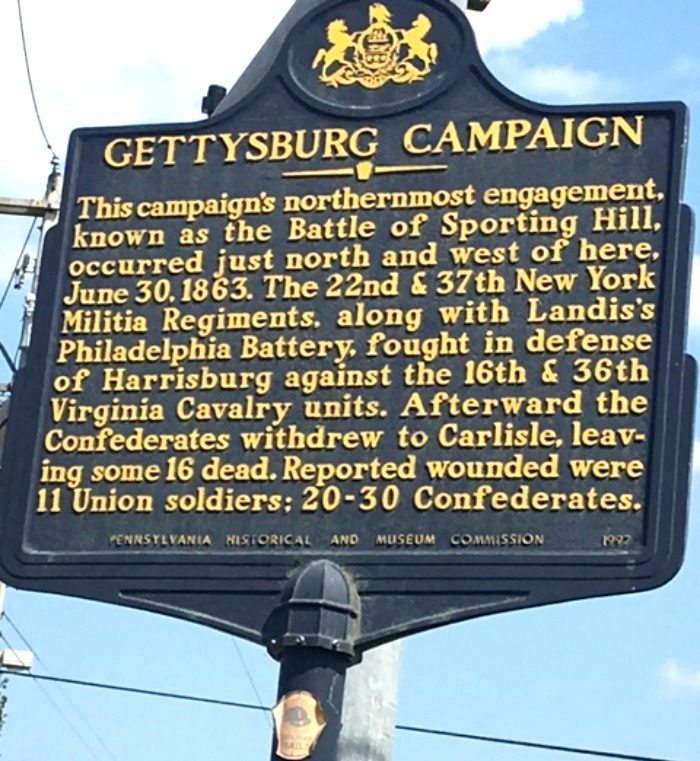 GETTYSBURG CAMPAIGN
This campaign's northernmost engagement,
known as the Battle of Sporting Hill,
occurred just north and west of here,
June 30, 1863. The 22nd & 37th New York
Militia Regiments, along with Landis's
Philadelphia Battery, fought in defense
of Harrisburg against the 16th & 36th
Virginia Cavalry units. Afterward the
Confederates withdrew to Carlisle, leav-
ing some 16 dead. Reported wounded were
11 Union soldiers; 20-30 Confederates.
PENNSYLVANIA HISTORICAL AND MUSEUM COMMISSION